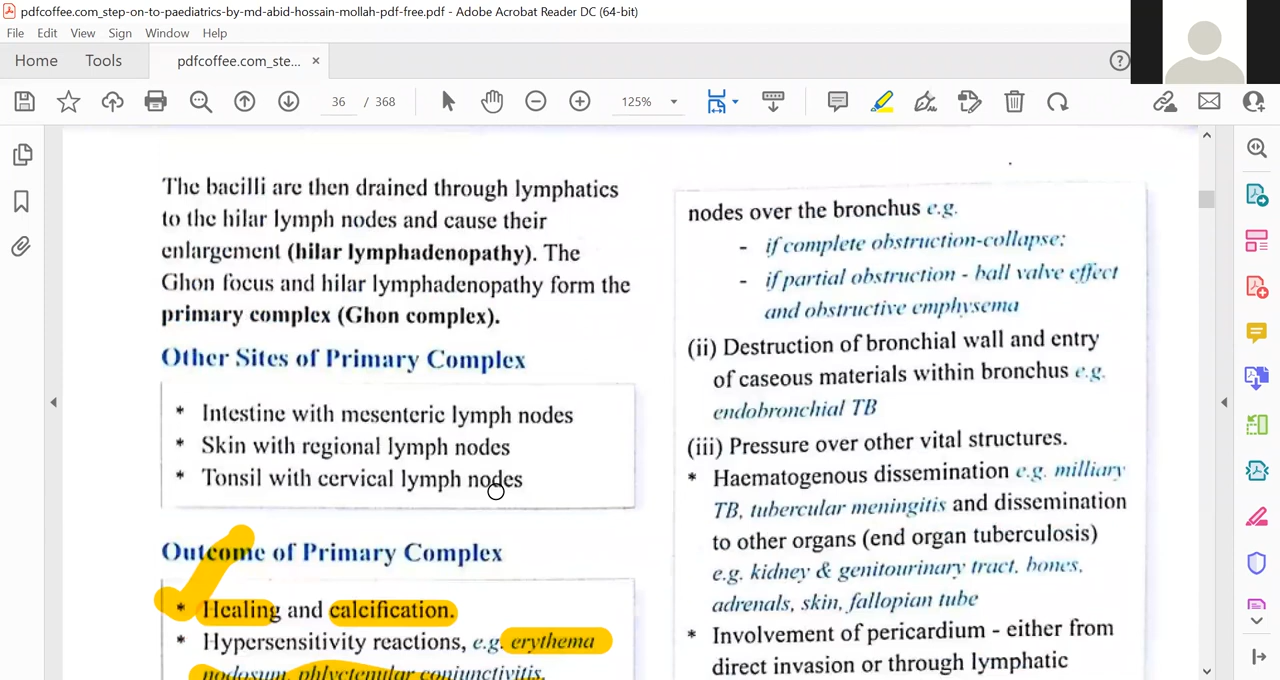 pdfcoffee.com_step-on-to-paediatrics-by-md-abid-hossain-mollah-pdf-free.pdf - Adobe Acrobat Reader DC (64-bit)
File Edit View Sign Window Help
Home Tools pdfcoffee.com_ste... ×
36 / 368 125%
The bacilli are then drained through lymphatics
to the hilar lymph nodes and cause their
enlargement (hilar lymphadenopathy). The
Ghon focus and hilar lymphadenopathy form the
primary complex (Ghon complex).
Other Sites of Primary Complex
* Intestine with mesenteric lymph nodes
* Skin with regional lymph nodes
* Tonsil with cervical lymph nodes
Outcome of Primary Complex
* Healing and calcification.
* Hypersensitivity reactions, e.g. erythema
nodosum, phlyctenular conjunctivitis.
nodes over the bronchus e.g.
- if complete obstruction-collapse;
- if partial obstruction - ball valve effect
and obstructive emphysema
(ii) Destruction of bronchial wall and entry
of caseous materials within bronchus e.g.
endobronchial TB
(iii) Pressure over other vital structures.
* Haematogenous dissemination e.g. milliary
TB, tubercular meningitis and dissemination
to other organs (end organ tuberculosis)
e.g. kidney & genitourinary tract, bones,
adrenals, skin, fallopian tube
* Involvement of pericardium - either from
direct invasion or through lymphatic